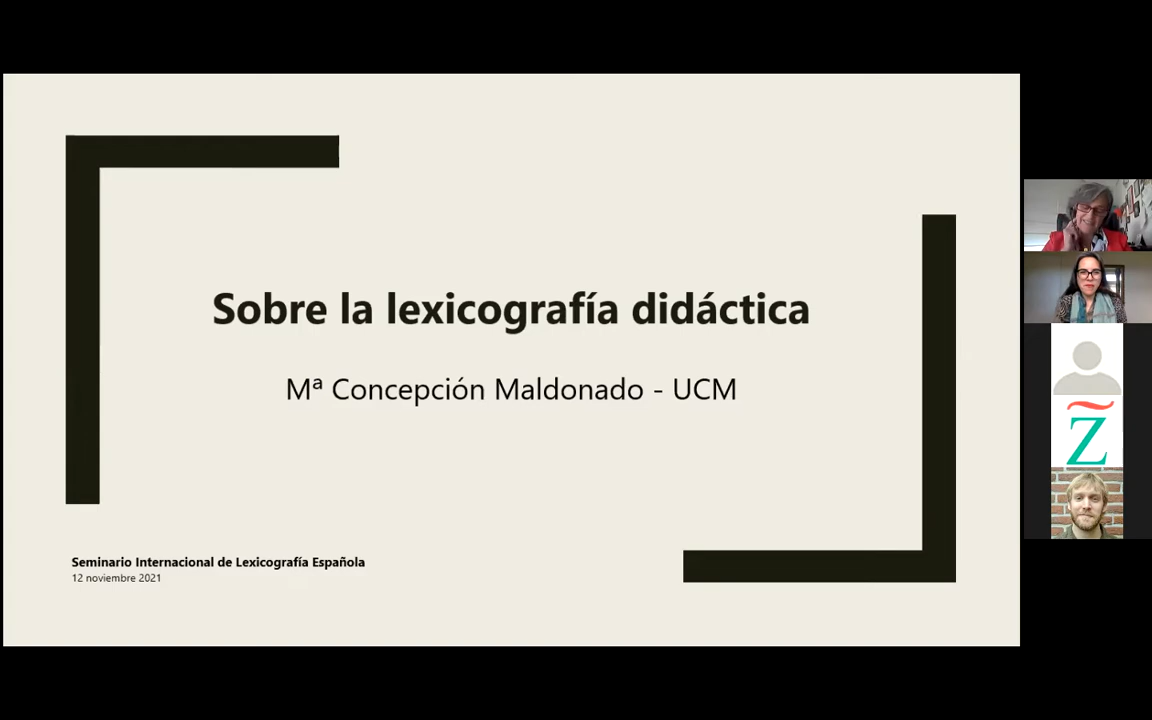 Sobre la lexicografía didáctica
Mª Concepción Maldonado - UCM
Seminario Internacional de Lexicografía Española
12 noviembre 2021
Z̃